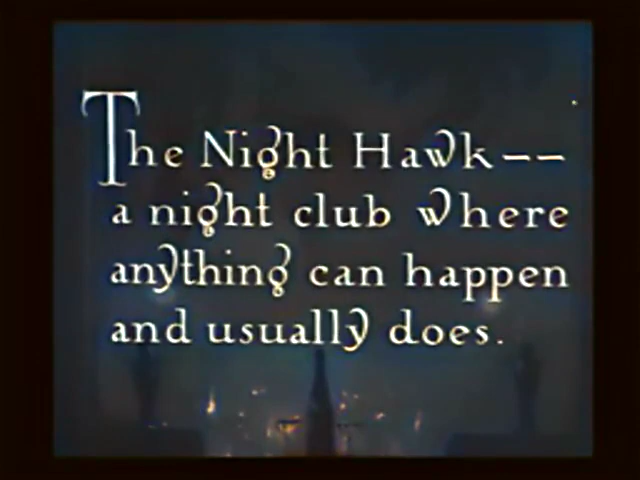 The Night Hawk--
a night club where
anything can happen
and usually does.